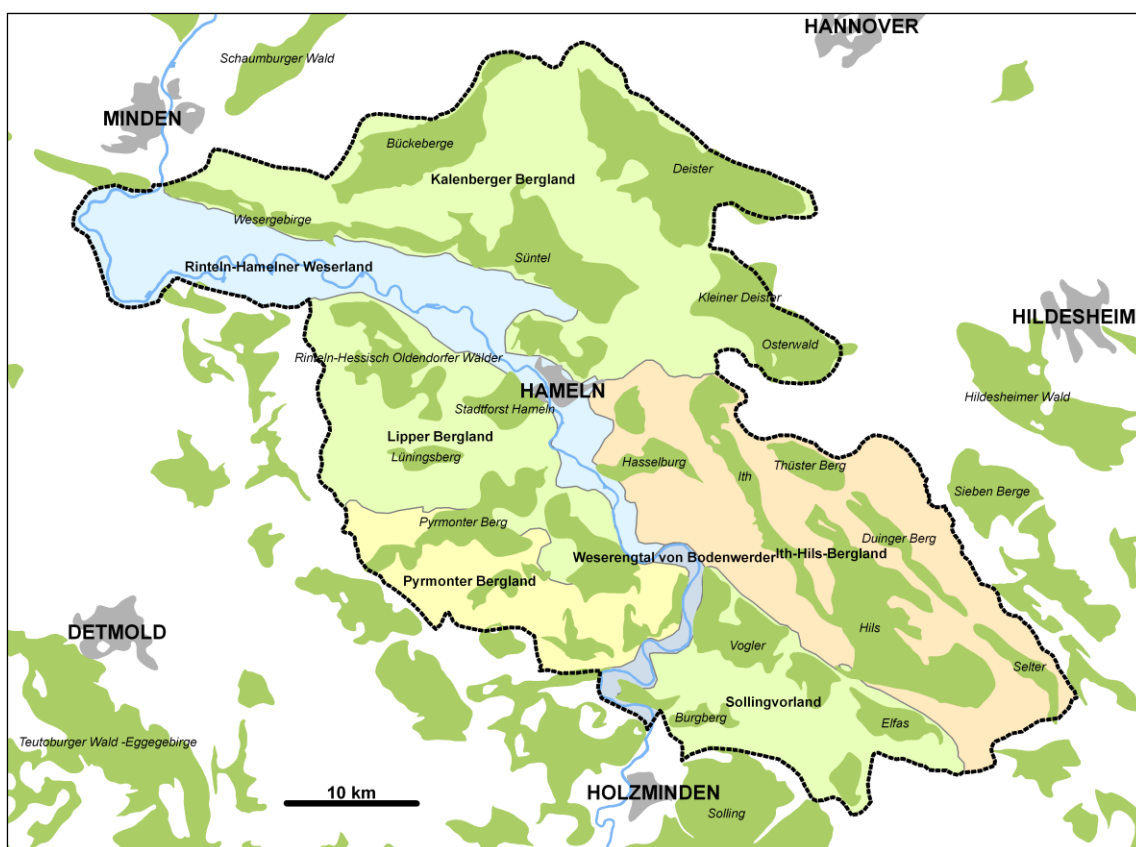 HANNOVER
Schaumburger Wald
MINDEN
Bückeberge
Deister
Kalenberger Bergland
Wesergebirge
Süntel
Rinteln-Hamelner Weserland
Kleiner Deister
HILDESHEIM
Osterwald
Rinteln-Hessisch Oldendorfer Wälder
HAMELN
Hildesheimer Wald
Stadtforst Hameln
Lipper Bergland
Lüningsberg
Hasselburg
Thüster Berg
Ith
Sieben Berge
Pyrmonter Berg
Duinger Berg
Weserengtal von Bodenwerder
Ith-Hils-Bergland
Pyrmonter Bergland
DETMOLD
Hils
Vogler
Selter
Sollingvorland
Burgberg
Elfas
Teutoburger Wald -Eggegebirge
10 km
HOLZMINDEN
Solling